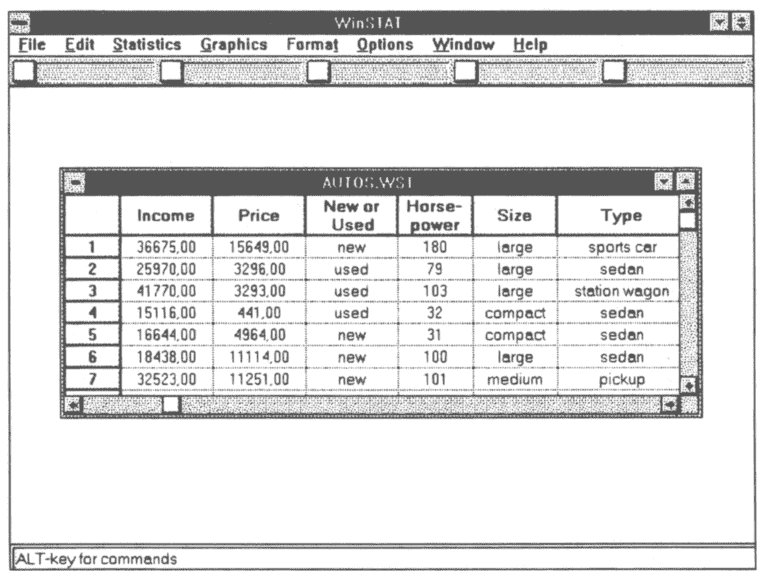 WinSTAT
File Edit Statistics Graphics Format Options Window Help
AUTOS.WST
Income Price New or Used Horse-power Size Type
1 36675,00 15649,00 new 180 large sports car
2 25970,00 3296,00 used 79 large sedan
3 41770,00 3293,00 used 103 large station wagon
4 15116,00 441,00 used 32 compact sedan
5 16644,00 4964,00 new 31 compact sedan
6 18438,00 11114,00 new 100 large sedan
7 32523,00 11251,00 new 101 medium pickup
ALT-key for commands